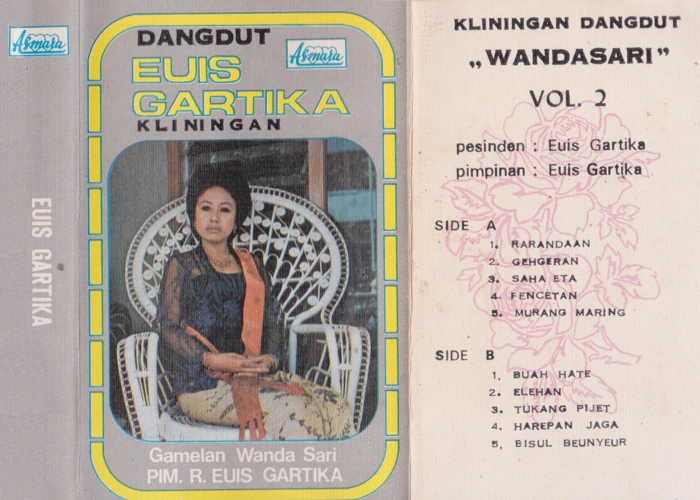 Asmara
EUIS GARTIKA
DANGDUT
Asmara
EUIS
GARTIKA
KLININGAN
Gamelan Wanda Sari
PIM. R. EUIS GARTIKA
KLININGAN DANGDUT
„WANDASARI”
VOL. 2
pesinden : Euis Gartika
pimpinan : Euis Gartika
SIDE A
1. RARANDAAN
2. GEHGERAN
3. SAHA ETA
4. FENCETAN
5. MURANG MARING
SIDE B
1. BUAH HATE
2. ELEHAN
3. TUKANG PIJET
4. HAREPAN JAGA
5. BISUL BEUNYEUR